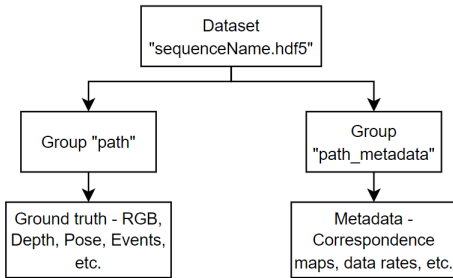 Dataset
"sequenceName.hdf5"
Group "path"
Group
"path_metadata"
Ground truth - RGB,
Depth, Pose, Events,
etc.
Metadata -
Correspondence
maps, data rates, etc.